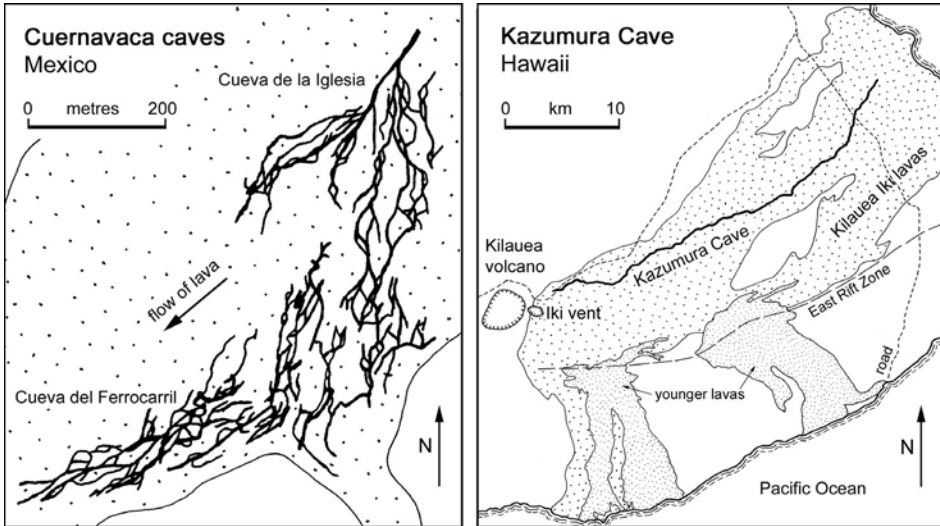 Cuernavaca caves
Mexico
Cueva de la Iglesia
0 metres 200
flow of lava
Cueva del Ferrocarril
N
Kazumura Cave
Hawaii
0 km 10
Kilauea Iki lavas
Kazumura Cave
Kilauea
volcano
Iki vent
East Rift Zone
road
younger lavas
N
Pacific Ocean